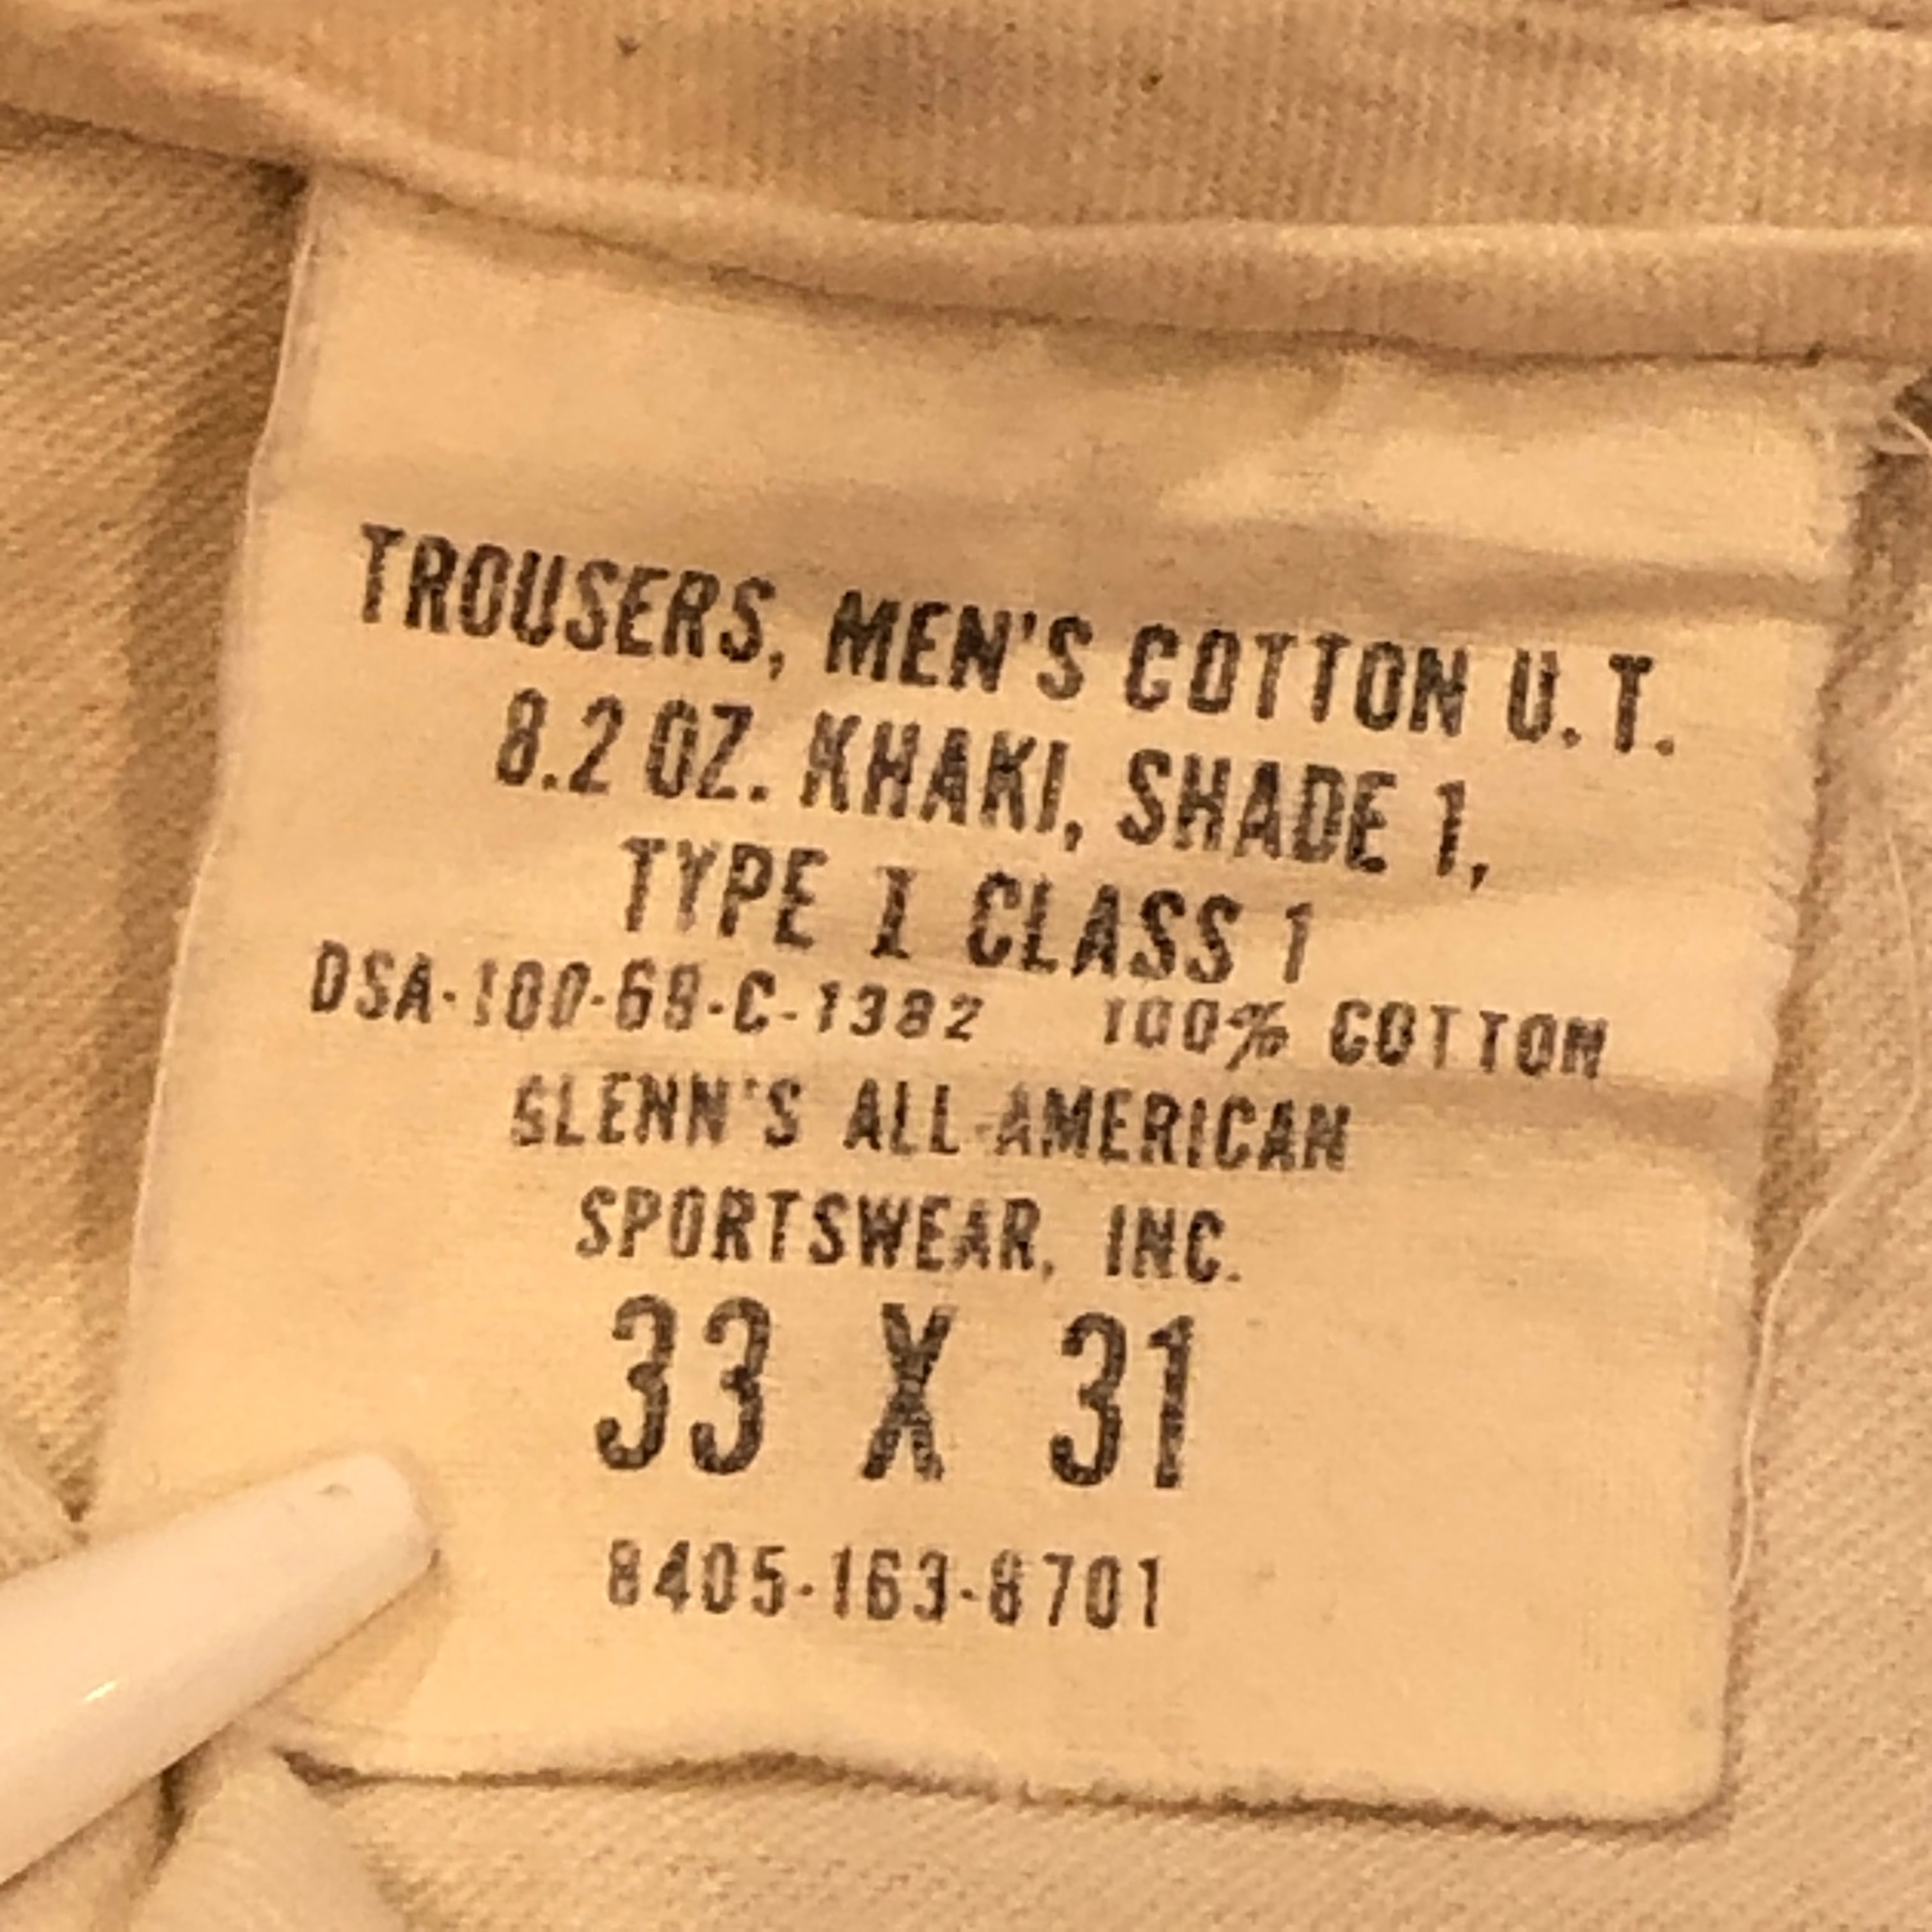 TROUSERS, MEN'S COTTON U.T.
8.2 OZ. KHAKI, SHADE 1,
TYPE I CLASS 1
DSA-100-68-C-1382 100% COTTON
GLENN'S ALL-AMERICAN
SPORTSWEAR, INC.
33 X 31
8405-163-8701